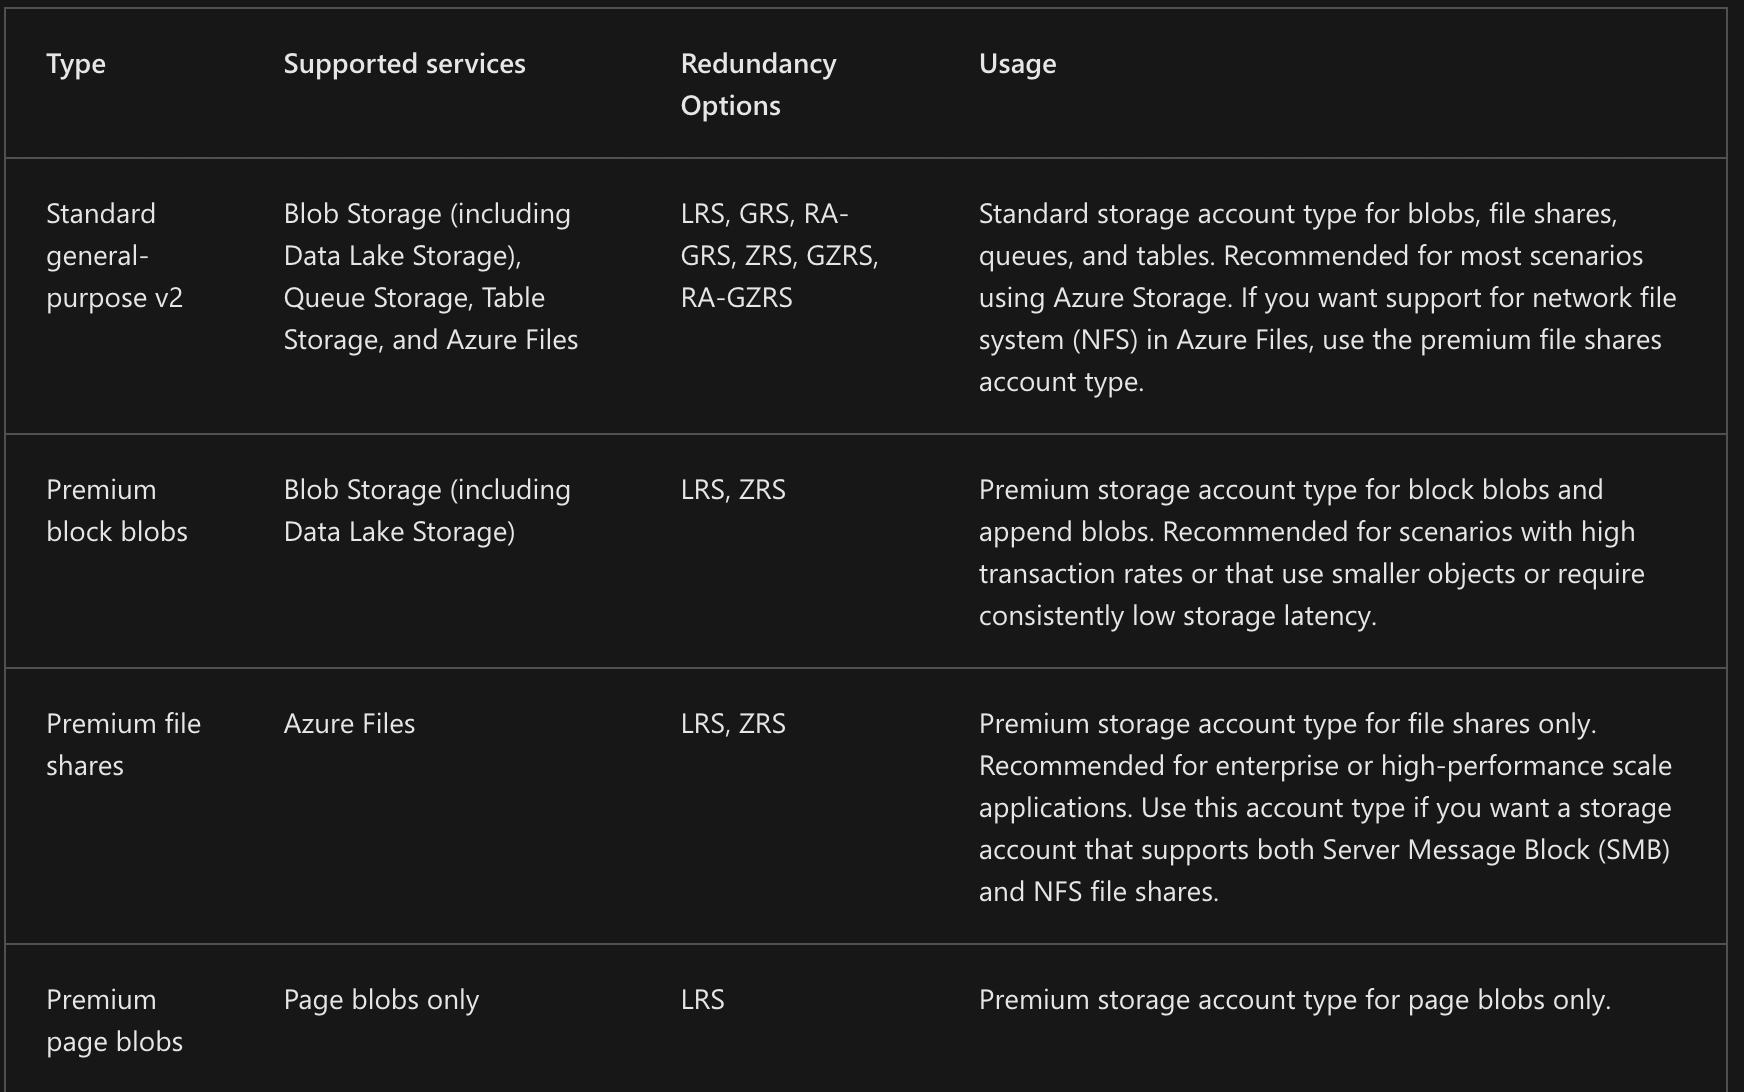 Type
Supported services
Redundancy
Options
Usage
Standard
general-
purpose v2
Blob Storage (including
Data Lake Storage),
Queue Storage, Table
Storage, and Azure Files
LRS, GRS, RA-
GRS, ZRS, GZRS,
RA-GZRS
Standard storage account type for blobs, file shares,
queues, and tables. Recommended for most scenarios
using Azure Storage. If you want support for network file
system (NFS) in Azure Files, use the premium file shares
account type.
Premium
block blobs
Blob Storage (including
Data Lake Storage)
LRS, ZRS
Premium storage account type for block blobs and
append blobs. Recommended for scenarios with high
transaction rates or that use smaller objects or require
consistently low storage latency.
Premium file
shares
Azure Files
LRS, ZRS
Premium storage account type for file shares only.
Recommended for enterprise or high-performance scale
applications. Use this account type if you want a storage
account that supports both Server Message Block (SMB)
and NFS file shares.
Premium
page blobs
Page blobs only
LRS
Premium storage account type for page blobs only.